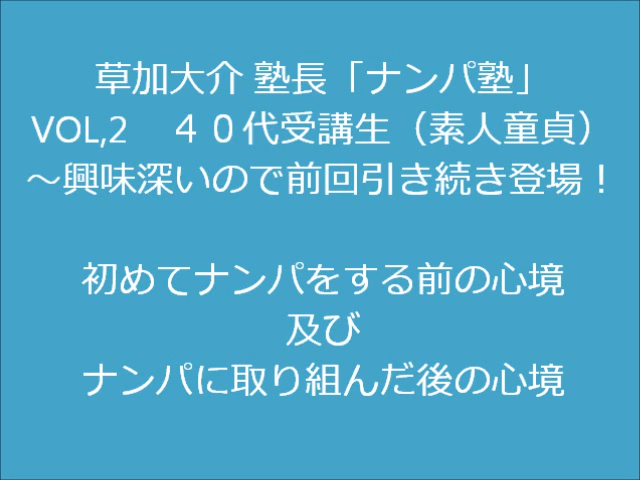 草加大介 塾長「ナンパ塾」
VOL,2　４０代受講生（素人童貞）
～興味深いので前回引き続き登場！
初めてナンパをする前の心境
及び
ナンパに取り組んだ後の心境